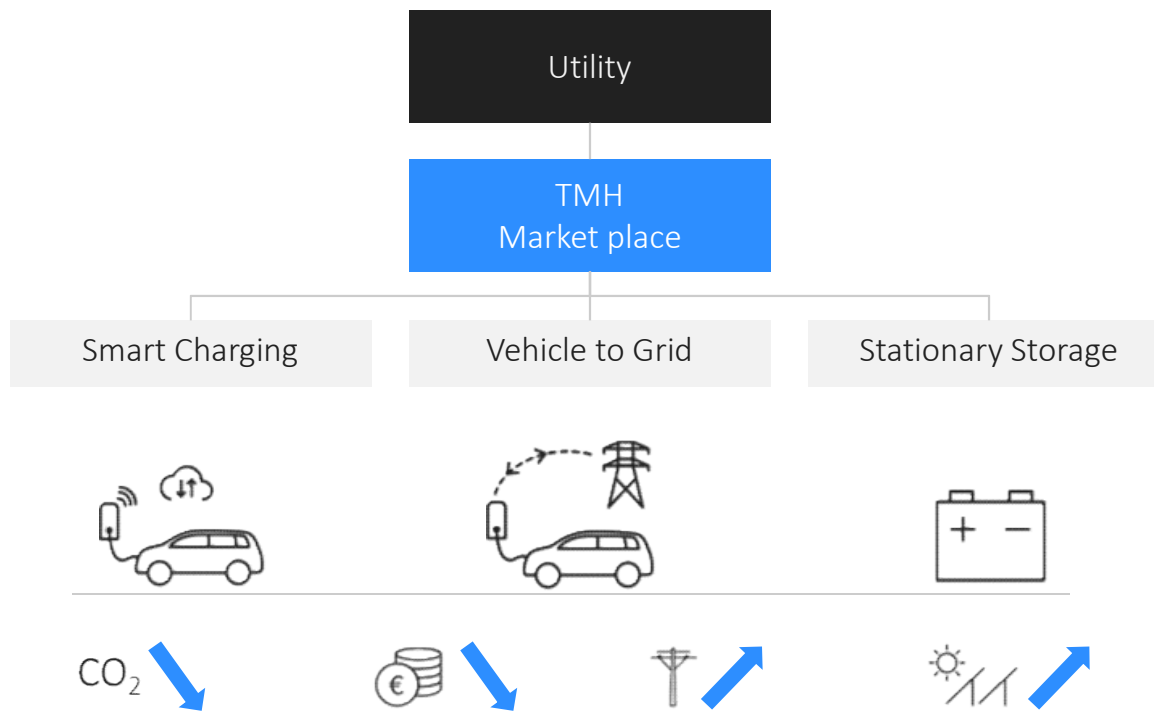 Utility
TMH
Market place
Smart Charging
Vehicle to Grid
Stationary Storage
+ −
CO₂
€